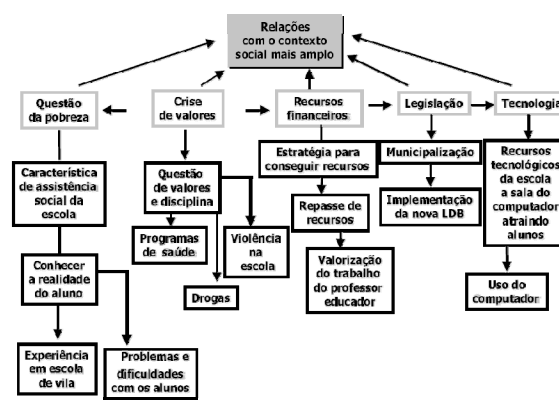 Relações
com o contexto
social mais amplo
Questão
da pobreza
Crise
de valores
Recursos
financeiros
Legislação
Tecnologia
Característica
de assistência
social da
escola
Questão
de valores
e disciplina
Estratégia para
conseguir recursos
Municipalização
Recursos
tecnológicos
da escola
a sala do
computador
atraindo
alunos
Conhecer
a realidade
do aluno
Programas
de saúde
Violência
na
escola
Repasse de
recursos
Implementação
da nova LDB
Drogas
Valorização
do trabalho
do professor
educador
Uso do
computador
Experiência
em escola
de vila
Problemas e
dificuldades
com os alunos